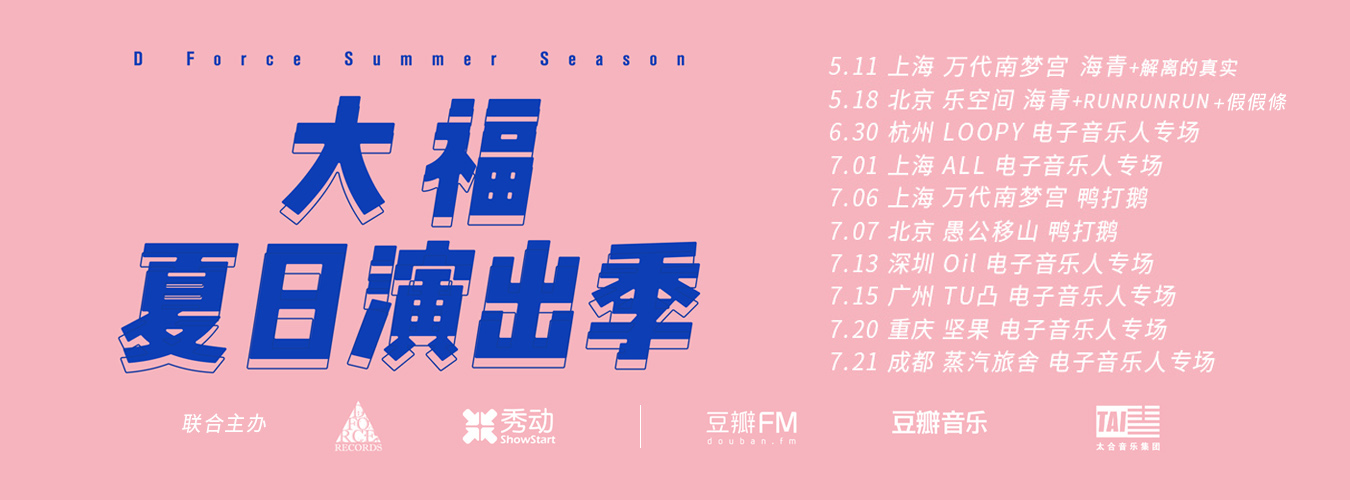 D Force Summer Season
大福
夏日演出季
5.11 上海 万代南梦宫 海青+解离的真实
5.18 北京 乐空间 海青+RUNRUNRUN+假假條
6.30 杭州 LOOPY 电子音乐人专场
7.01 上海 ALL 电子音乐人专场
7.06 上海 万代南梦宫 鸭打鹅
7.07 北京 愚公移山 鸭打鹅
7.13 深圳 Oil 电子音乐人专场
7.15 广州 TU凸 电子音乐人专场
7.20 重庆 坚果 电子音乐人专场
7.21 成都 蒸汽旅舍 电子音乐人专场
联合主办
D FORCE
RECORDS
秀动
ShowStart
豆瓣FM
douban.fm
豆瓣音乐
TAI
太合音乐集团